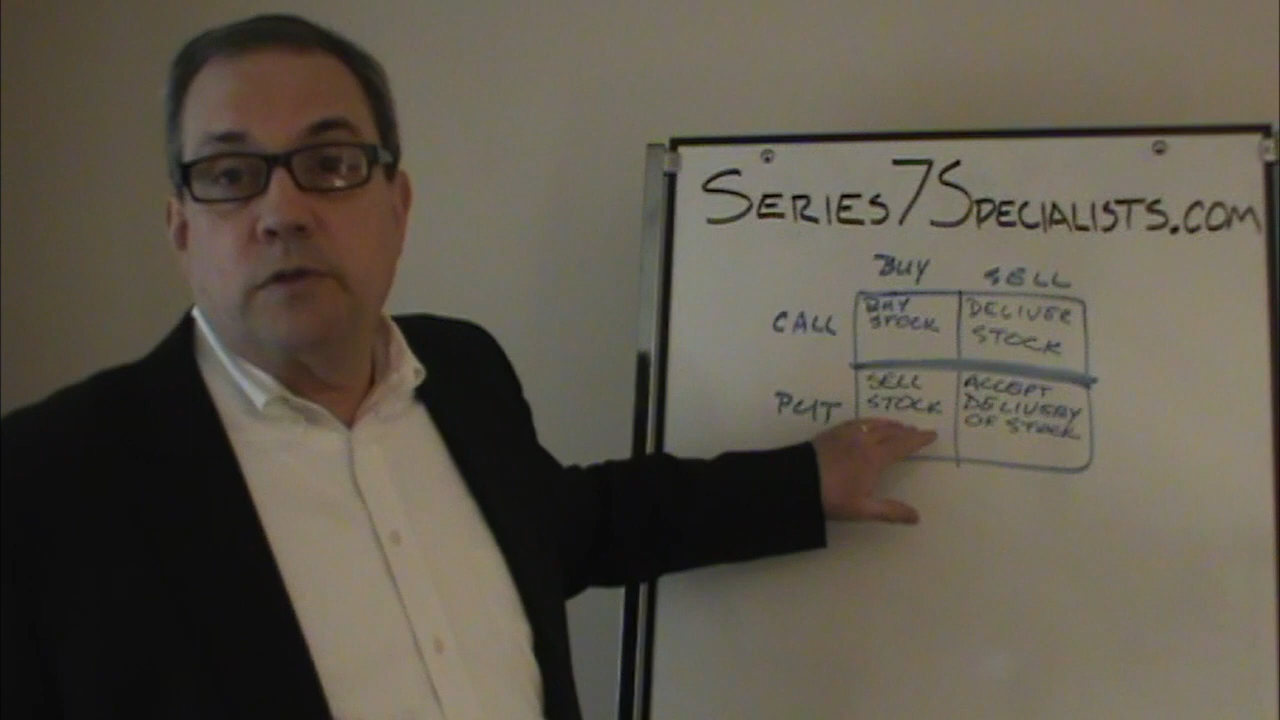 SERIES7SPECIALISTS.COM
BUY SELL
CALL BUY STOCK DELIVER STOCK
PUT SELL STOCK ACCEPT DELIVERY OF STOCK